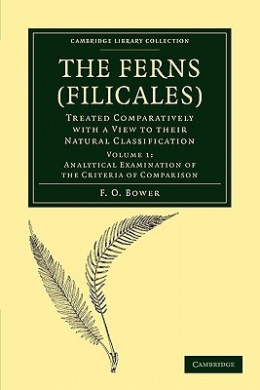 CAMBRIDGE LIBRARY COLLECTION
THE FERNS
(FILICALES)
TREATED COMPARATIVELY
WITH A VIEW TO THEIR
NATURAL CLASSIFICATION
VOLUME 1:
ANALYTICAL EXAMINATION OF
THE CRITERIA OF COMPARISON
F. O. BOWER
CAMBRIDGE